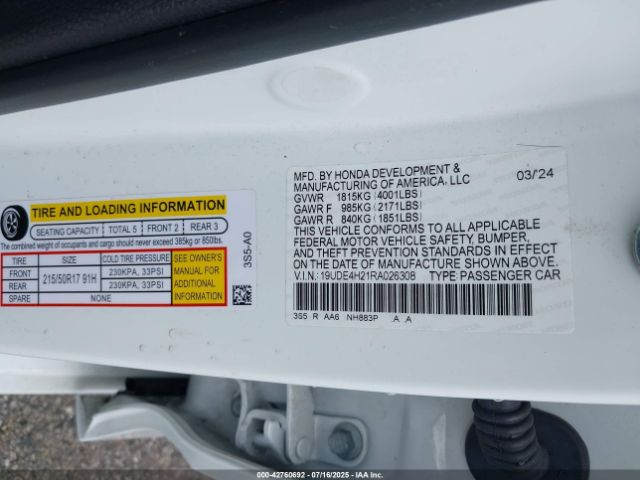 MFD. BY HONDA DEVELOPMENT & 03/24
MANUFACTURING OF AMERICA, LLC
GVWR 1815KG(4001LBS)
GAWR F 985KG(2171LBS)
GAWR R 840KG(1851LBS)
THIS VEHICLE CONFORMS TO ALL APPLICABLE
FEDERAL MOTOR VEHICLE SAFETY, BUMPER,
AND THEFT PREVENTION STANDARDS IN EFFECT
ON THE DATE OF MANUFACTURE SHOWN ABOVE.
V.I.N.: 19UDE4H21RA026308 TYPE PASSENGER CAR
3S5 R AA6 NH883P A A
TIRE AND LOADING INFORMATION
SEATING CAPACITY TOTAL 5 FRONT 2 REAR 3
The combined weight of occupants and cargo should never exceed 385kg or 850lbs.
TIRE SIZE COLD TIRE PRESSURE
FRONT 215/50R17 91H 230KPA, 33PSI
REAR 230KPA, 33PSI
SPARE NONE
SEE OWNER'S
MANUAL FOR
ADDITIONAL
INFORMATION
3S5-A0
000-42760692 - 07/16/2025 - WWW.IAAI.COM